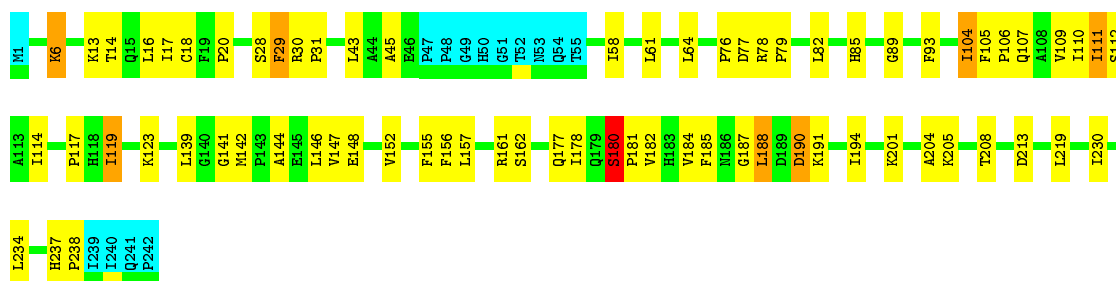 M1 K6 K13 T14 Q15 L16 I17 C18 F19 P20 S28 F29 R30 P31 L43 A44 A45 E46 P47 P48 G49 H50 G51 T52 N53 Q54 T55 I58 L61 L64 P76 D77 R78 P79 L82 H85 G89 F93 I104 F105 P106 Q107 A108 V109 I110 I111 S112
A113 I114 P117 H118 I119 K123 L139 G140 G141 M142 P143 A144 E145 L146 V147 E148 V152 F155 F156 L157 R161 S162 Q177 I178 Q179 S180 P181 V182 H183 V184 F185 N186 G187 L188 D189 D190 K191 I194 K201 A204 K205 T208 D213 L219 I230
L234 H237 P238 I239 I240 Q241 P242